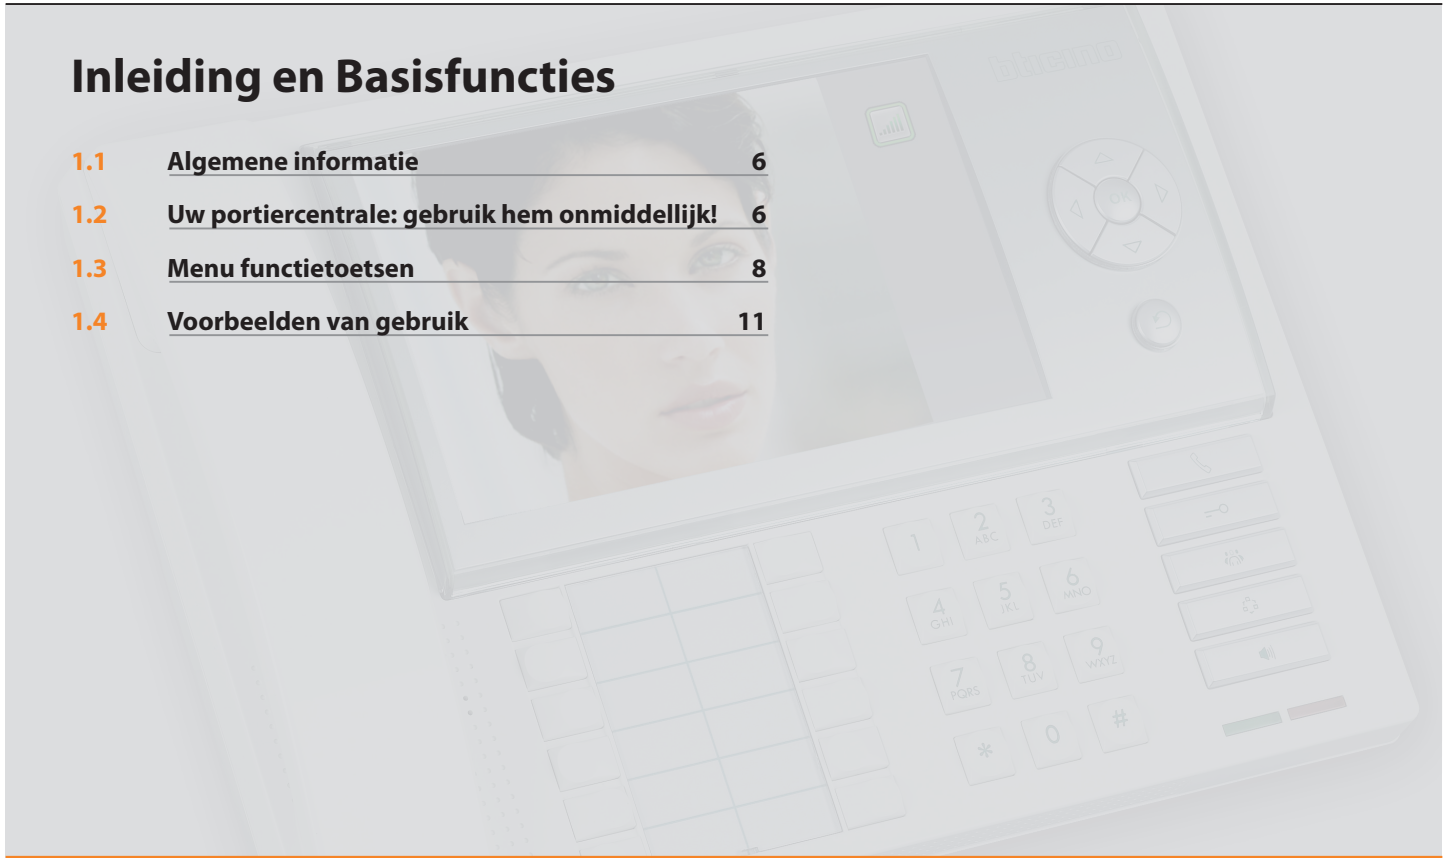 Inleiding en Basisfuncties
1.1 Algemene informatie 6
1.2 Uw portiercentrale: gebruik hem onmiddellijk! 6
1.3 Menu functietoetsen 8
1.4 Voorbeelden van gebruik 11
bticino
OK
1
2 ABC
3 DEF
4 GHI
5 JKL
6 MNO
7 PQRS
8 TUV
9 WXYZ
* 0 #